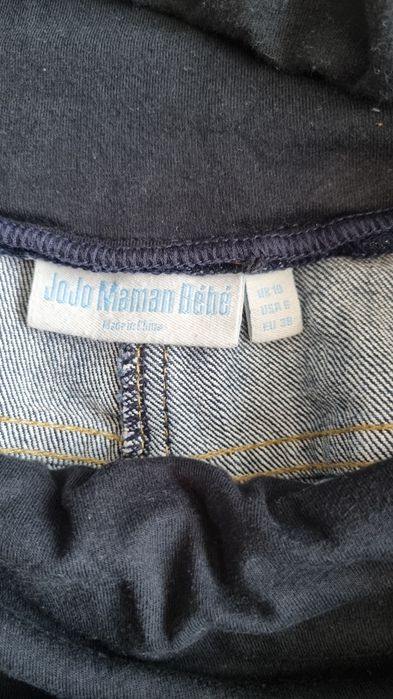 JoJo Maman Bébé
Made in China
UK 10
USA 6
EU 38